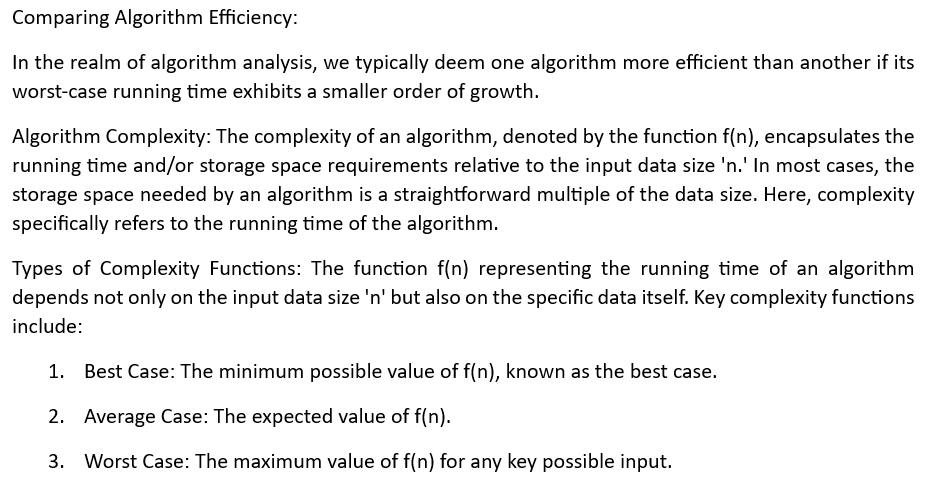 Comparing Algorithm Efficiency:
In the realm of algorithm analysis, we typically deem one algorithm more efficient than another if its
worst-case running time exhibits a smaller order of growth.
Algorithm Complexity: The complexity of an algorithm, denoted by the function f(n), encapsulates the
running time and/or storage space requirements relative to the input data size 'n.' In most cases, the
storage space needed by an algorithm is a straightforward multiple of the data size. Here, complexity
specifically refers to the running time of the algorithm.
Types of Complexity Functions: The function f(n) representing the running time of an algorithm
depends not only on the input data size 'n' but also on the specific data itself. Key complexity functions
include:
1. Best Case: The minimum possible value of f(n), known as the best case.
2. Average Case: The expected value of f(n).
3. Worst Case: The maximum value of f(n) for any key possible input.